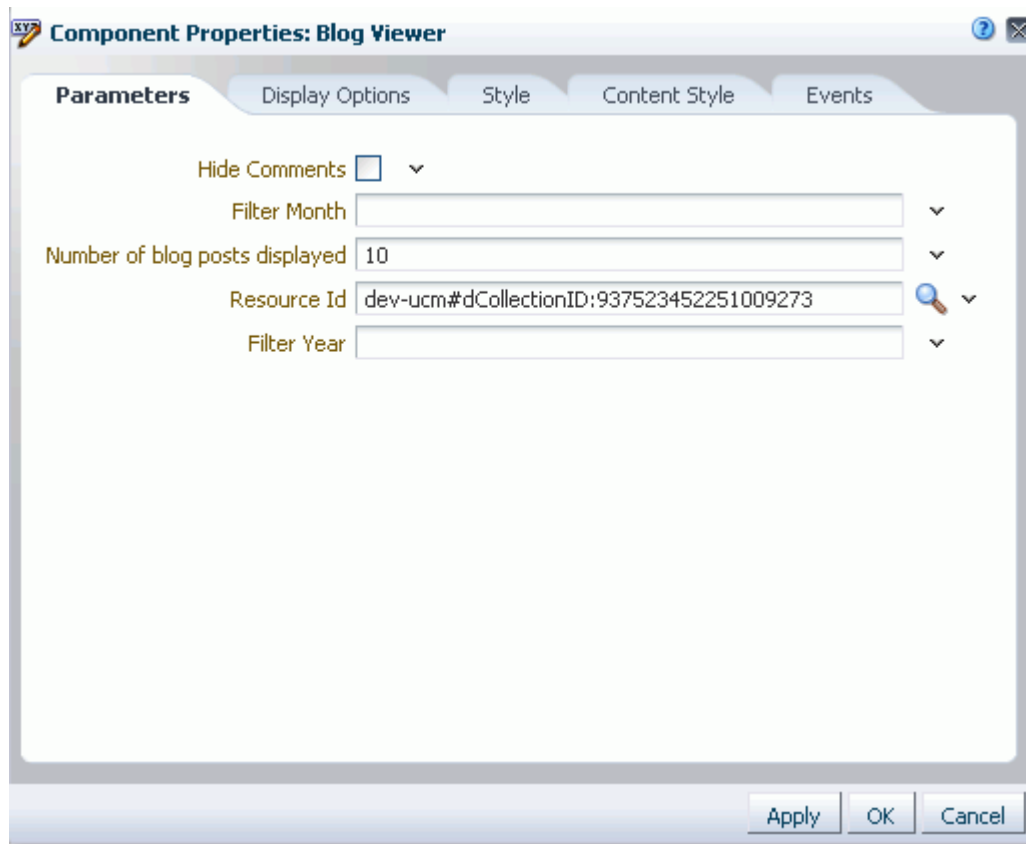 XYZ Component Properties: Blog Viewer ?
Parameters Display Options Style Content Style Events
Hide Comments
Filter Month
Number of blog posts displayed 10
Resource Id dev-ucm#dCollectionID:937523452251009273
Filter Year
Apply OK Cancel